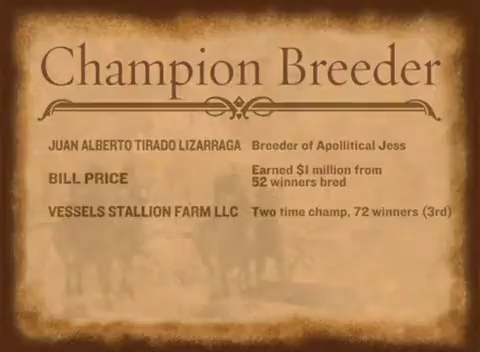 Champion Breeder
JUAN ALBERTO TIRADO LIZARRAGA Breeder of Apollitical Jess
BILL PRICE Earned $1 million from
52 winners bred
VESSELS STALLION FARM LLC Two time champ, 72 winners (3rd)